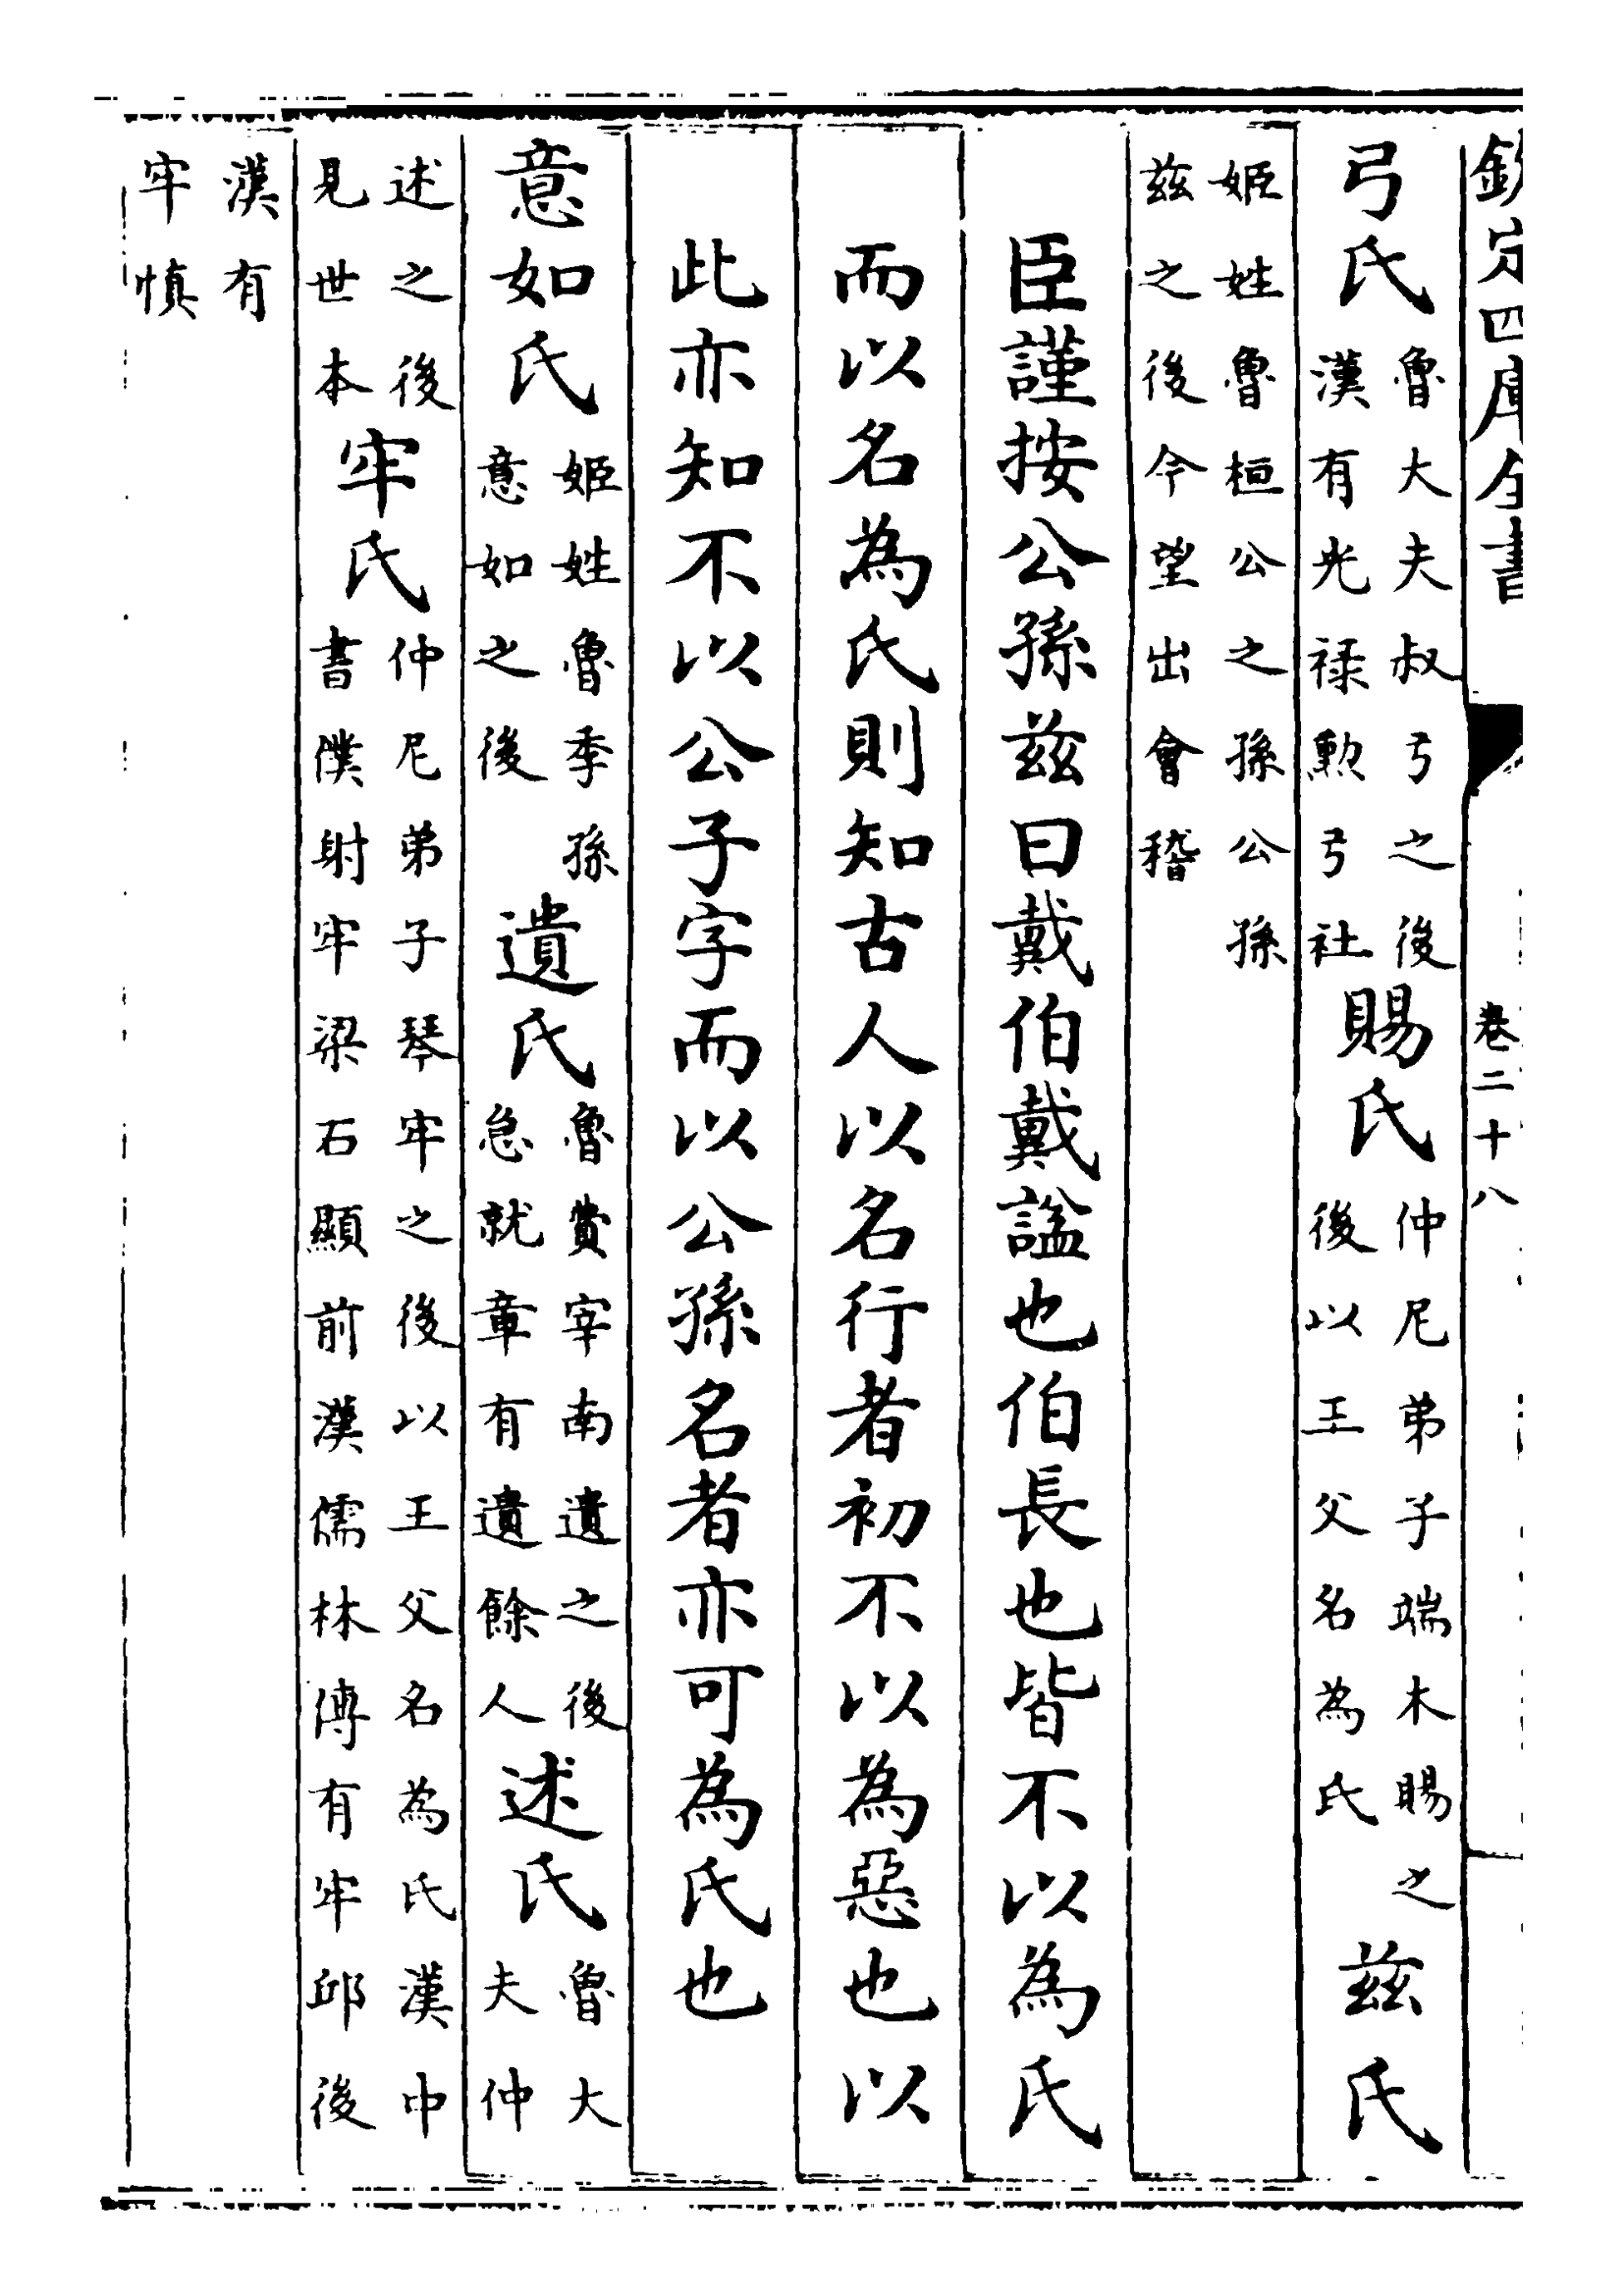 欽定四庫全書 卷二十八
弓氏魯大夫叔弓之後漢有光禄勲弓社賜氏仲尼弟子端木賜之後以王父名為氏兹氏
姬姓魯桓公之孫公孫兹之後今望出會稽
臣謹按公孫兹曰戴伯戴諡也伯長也皆不以為氏
而以名為氏則知古人以名行者初不以為惡也以
此亦知不以公子字而以公孫名者亦可為氏也
意如氏姬姓魯季孫意如之後遺氏魯費宰南遺之後急就章有遺餘人述氏魯大夫仲
述之後見世本牢氏仲尼弟子琴牢之後以王父名為氏漢中書僕射牢梁石顯前漢儒林傳有牢邱後
漢有牢慎